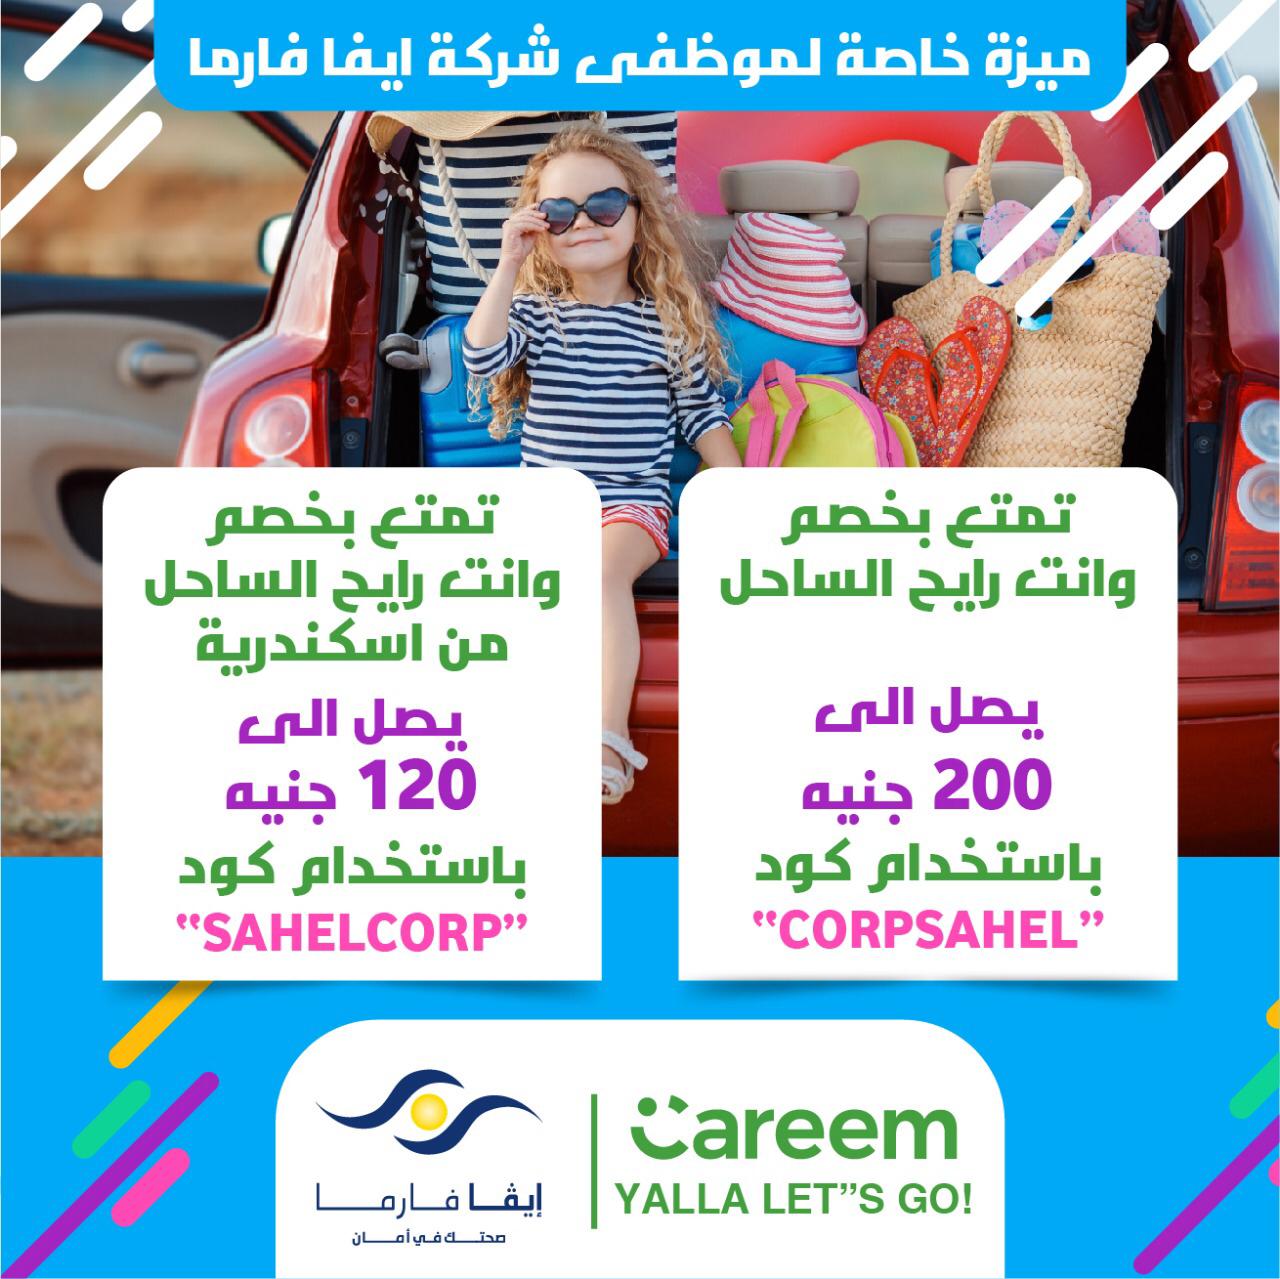 ميزة خاصة لموظفى شركة ايفا فارما
تمتع بخصم
وانت رايح الساحل
يصل الى
200 جنيه
باستخدام كود
“CORPSAHEL”
تمتع بخصم
وانت رايح الساحل
من اسكندرية
يصل الى
120 جنيه
باستخدام كود
“SAHELCORP”
Careem
YALLA LET”S GO!
إيڤا فارما
صحتك في أمان